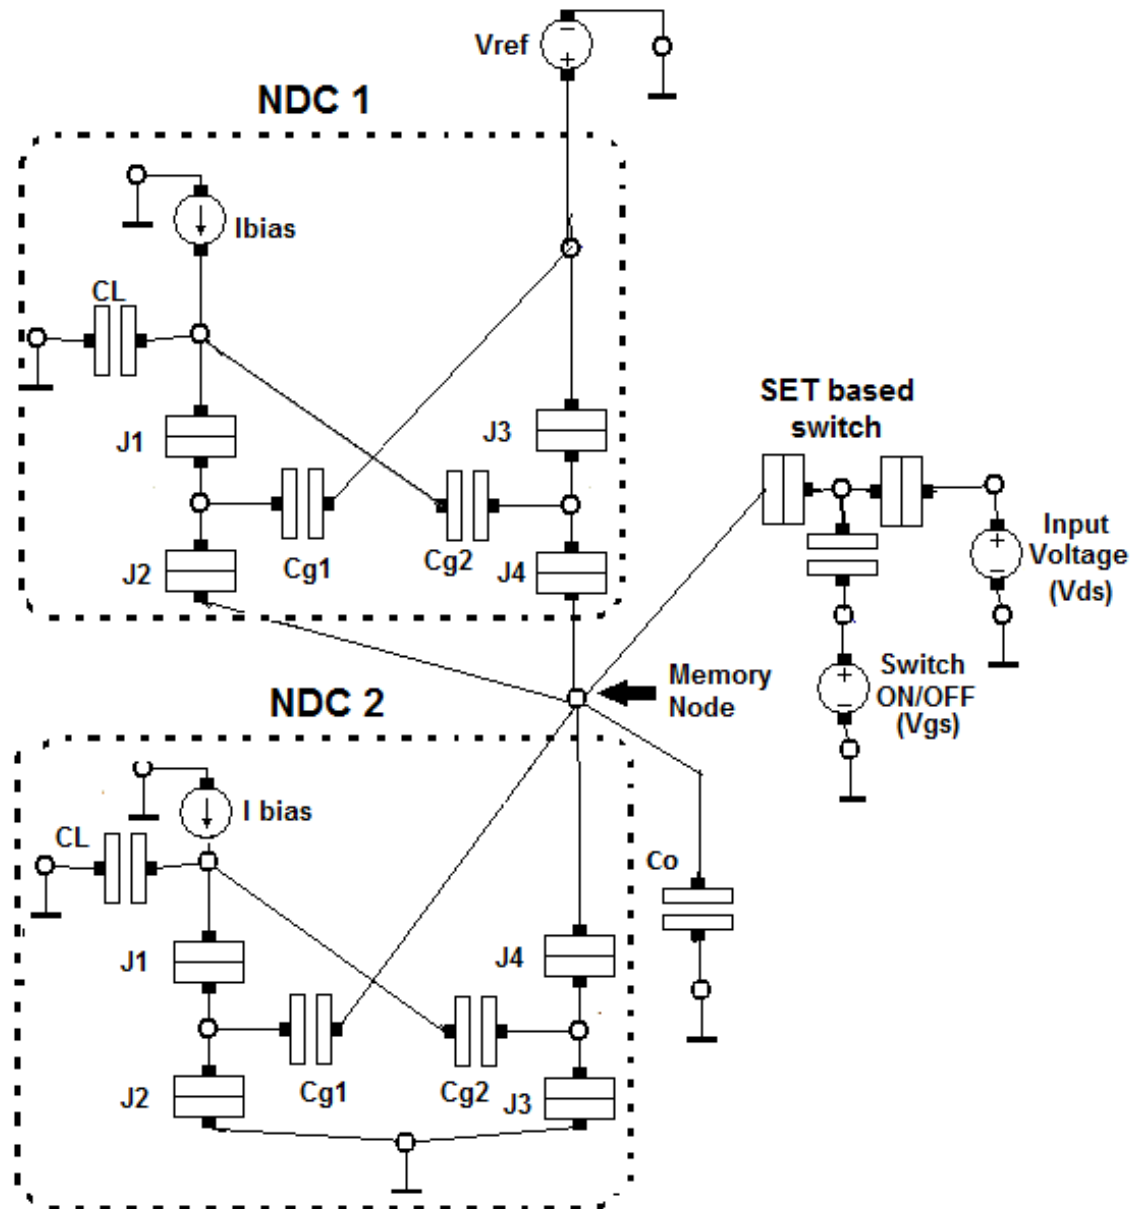 Vref
NDC 1
Ibias
CL
SET based
switch
J1
J3
Input
Voltage
(Vds)
Cg1
Cg2
J2
J4
Switch
ON/OFF
(Vgs)
Memory
Node
NDC 2
I bias
CL
Co
J1
J4
Cg1
Cg2
J2
J3